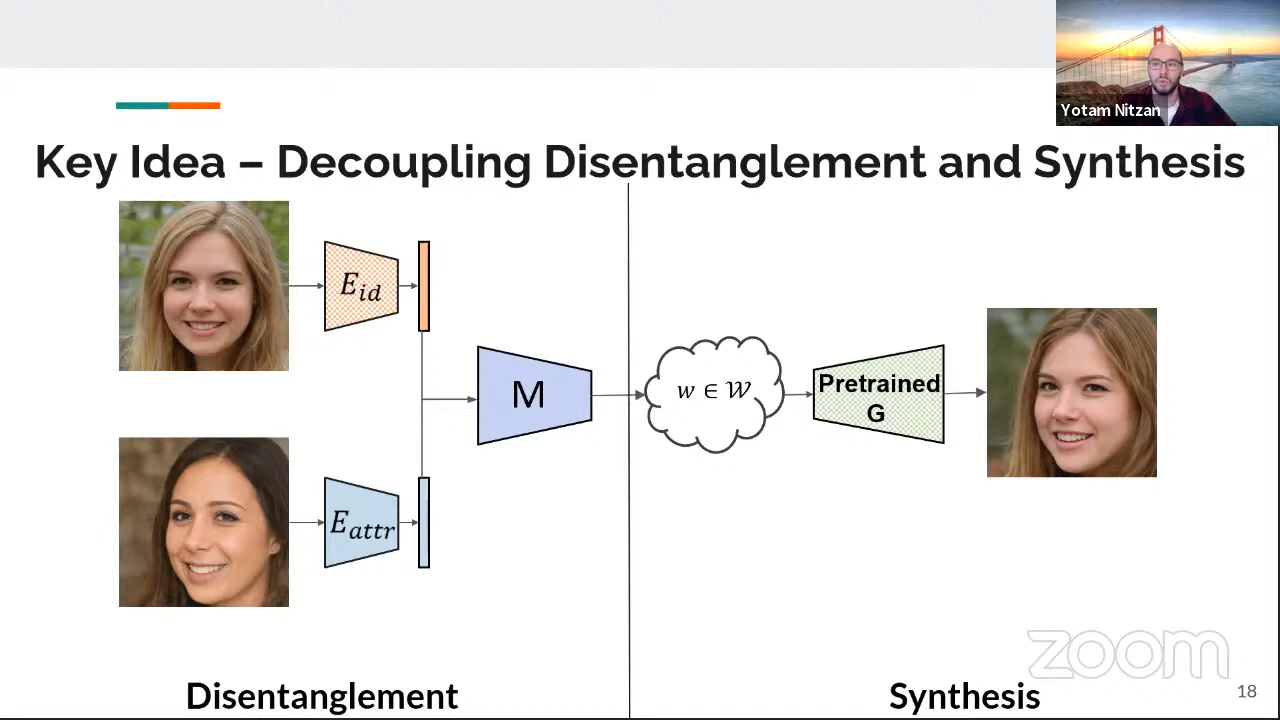 Yotam Nitzan
Key Idea – Decoupling Disentanglement and Synthesis
E_id
M
w ∈ 𝒲
Pretrained
G
E_attr
zoom
Disentanglement
Synthesis
18